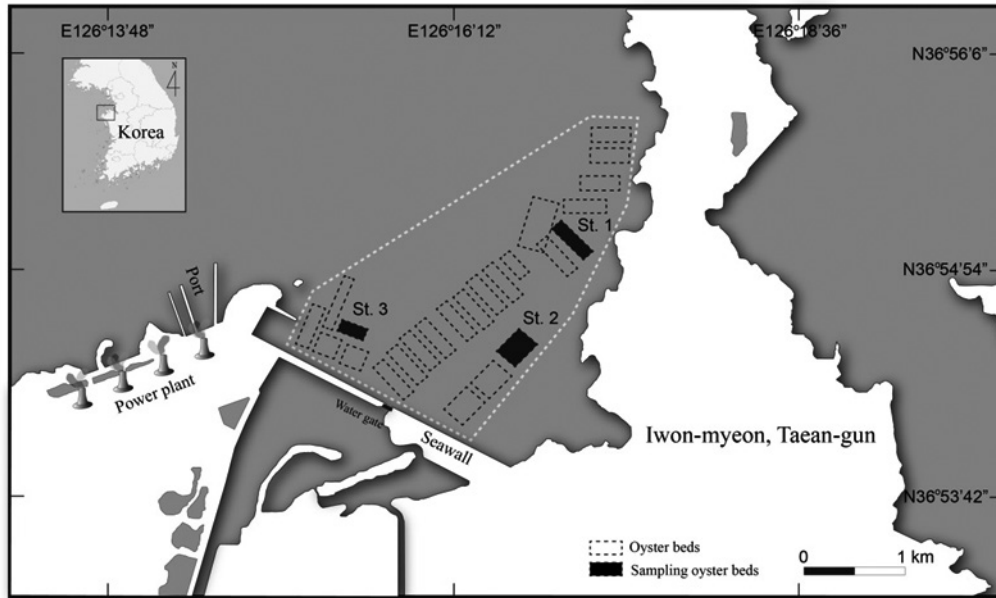 E126°13'48"
E126°16'12"
E126°18'36"
N36°56'6"
N
Korea
St. 1
N36°54'54"
Port
St. 3
St. 2
Power plant
Water gate
Seawall
Iwon-myeon, Taean-gun
N36°53'42"
Oyster beds
Sampling oyster beds
0 1 km